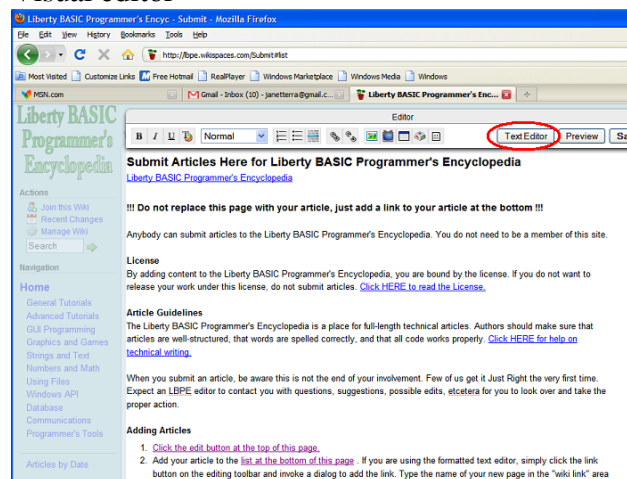 Visual editor
Liberty BASIC Programmer's Encyc - Submit - Mozilla Firefox
File Edit View History Bookmarks Tools Help
http://lbpe.wikispaces.com/Submit#list
Most Visited Customize Links Free Hotmail RealPlayer Windows Marketplace Windows Media Windows
MSN.com Gmail - Inbox (10) - janetterra@gmail.c... Liberty BASIC Programmer's Enc...
Liberty BASIC
Programmer's
Encyclopedia
Editor
B I U Normal Text Editor Preview Sa
Submit Articles Here for Liberty BASIC Programmer's Encyclopedia
Liberty BASIC Programmer's Encyclopedia
!!! Do not replace this page with your article, just add a link to your article at the bottom !!!
Anybody can submit articles to the Liberty BASIC Programmer's Encyclopedia. You do not need to be a member of this site.
License
By adding content to the Liberty BASIC Programmer's Encyclopedia, you are bound by the license. If you do not want to
release your work under this license, do not submit articles. Click HERE to read the License.
Article Guidelines
The Liberty BASIC Programmer's Encyclopedia is a place for full-length technical articles. Authors should make sure that
articles are well-structured, that words are spelled correctly, and that all code works properly. Click HERE for help on
technical writing.
When you submit an article, be aware this is not the end of your involvement. Few of us get it Just Right the very first time.
Expect an LBPE editor to contact you with questions, suggestions, possible edits, etcetera for you to look over and take the
proper action.
Adding Articles
1. Click the edit button at the top of this page.
2. Add your article to the list at the bottom of this page . If you are using the formatted text editor, simply click the link
button on the editing toolbar and invoke a dialog to add the link. Type the name of your new page in the "wiki link" area
Actions
Join this Wiki
Recent Changes
Manage Wiki
Search
Navigation
Home
General Tutorials
Advanced Tutorials
GUI Programming
Graphics and Games
Strings and Text
Numbers and Math
Using Files
Windows API
Database
Communications
Programmer's Tools
Articles by Date